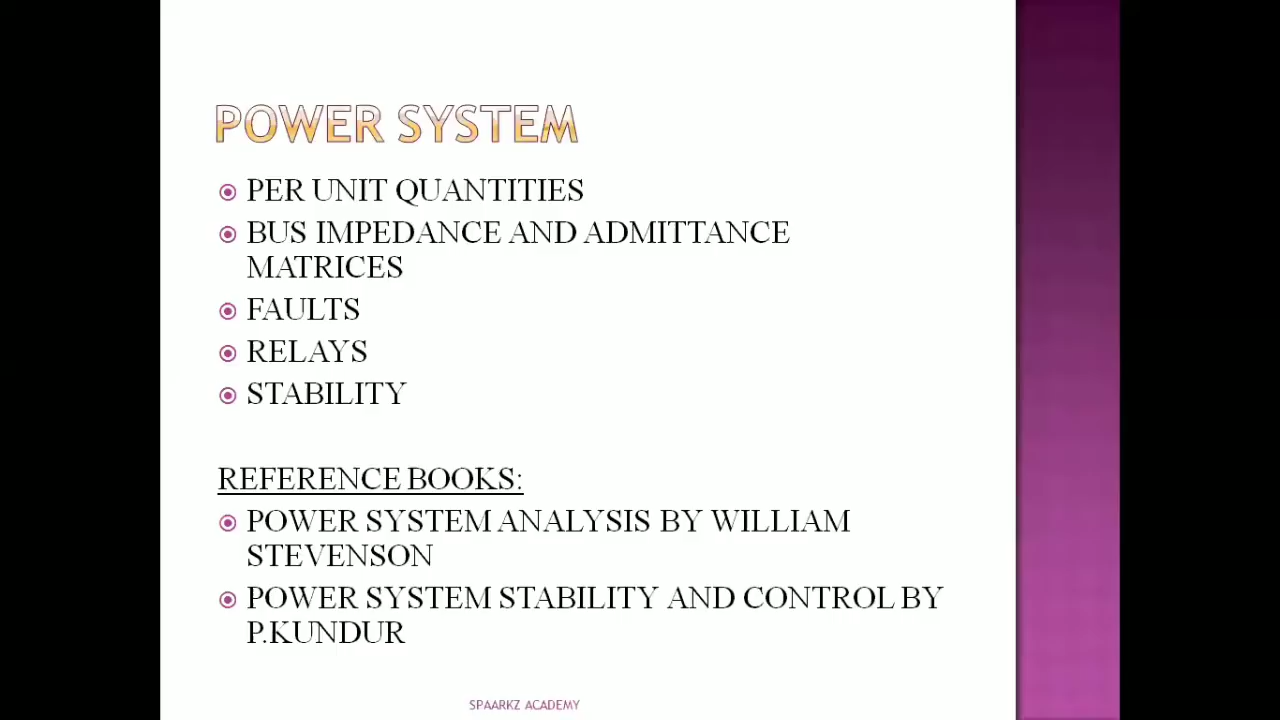 POWER SYSTEM
PER UNIT QUANTITIES
BUS IMPEDANCE AND ADMITTANCE
MATRICES
FAULTS
RELAYS
STABILITY
REFERENCE BOOKS:
POWER SYSTEM ANALYSIS BY WILLIAM
STEVENSON
POWER SYSTEM STABILITY AND CONTROL BY
P.KUNDUR
SPAARKZ ACADEMY